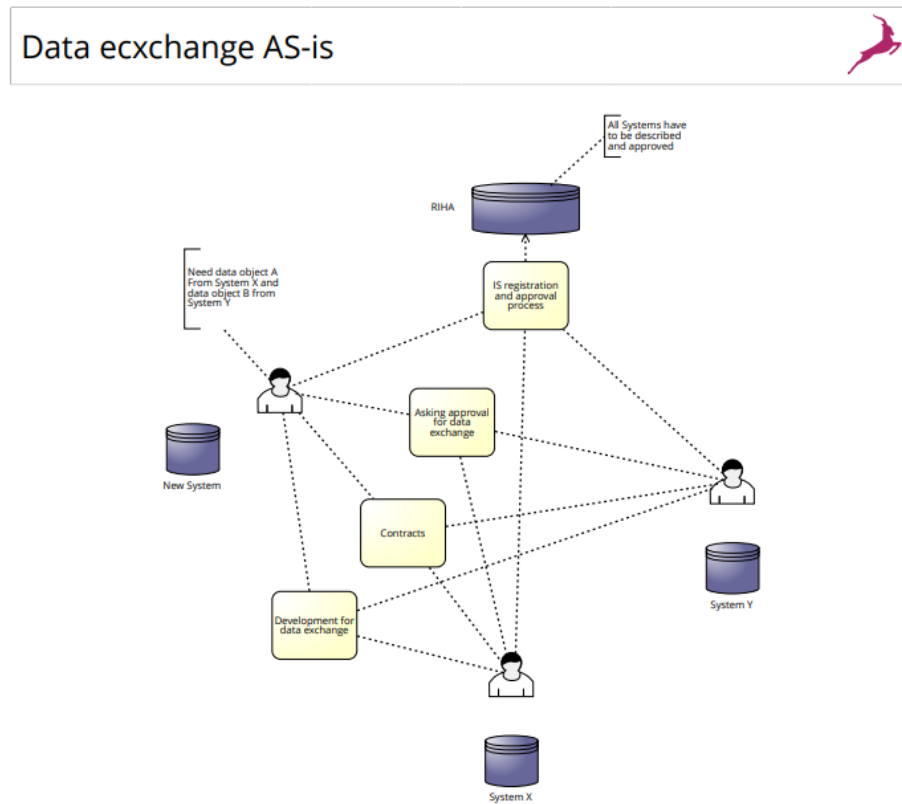 Data ecxchange AS-is
All Systems have
to be described
and approved
RIHA
IS registration
and approval
process
Need data object A
From System X and
data object B from
System Y
Asking approval
for data
exchange
New System
Contracts
System Y
Development for
data exchange
System X